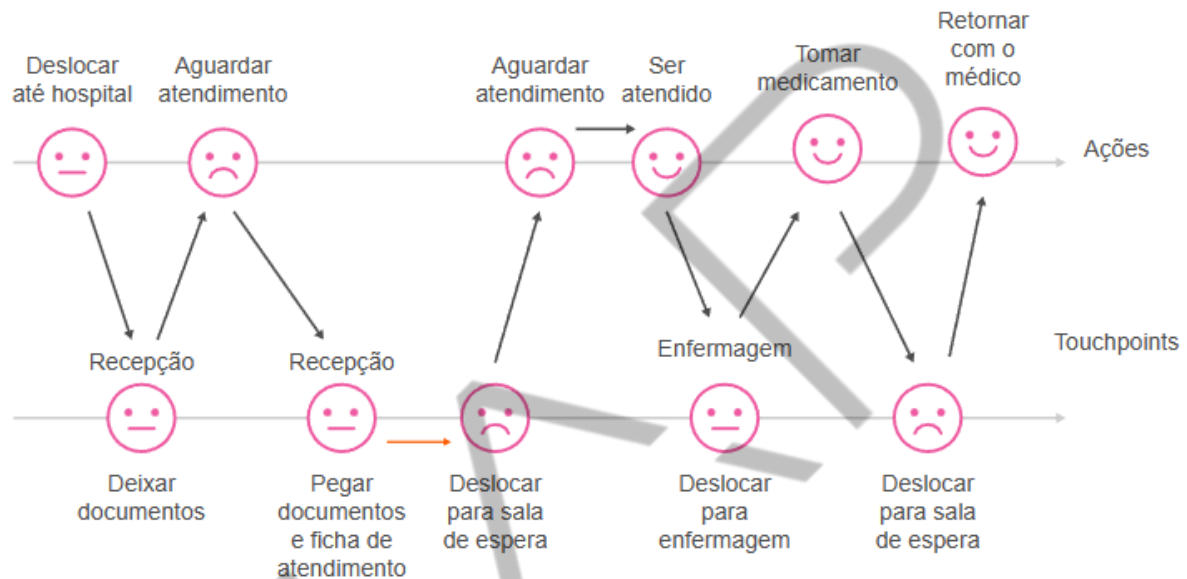 Deslocar
até hospital
Aguardar
atendimento
Aguardar
atendimento
Ser
atendido
Tomar
medicamento
Retornar
com o
médico
Ações
Recepção
Recepção
Enfermagem
Touchpoints
Deixar
documentos
Pegar
documentos
e ficha de
atendimento
Deslocar
para sala
de espera
Deslocar
para
enfermagem
Deslocar
para sala
de espera